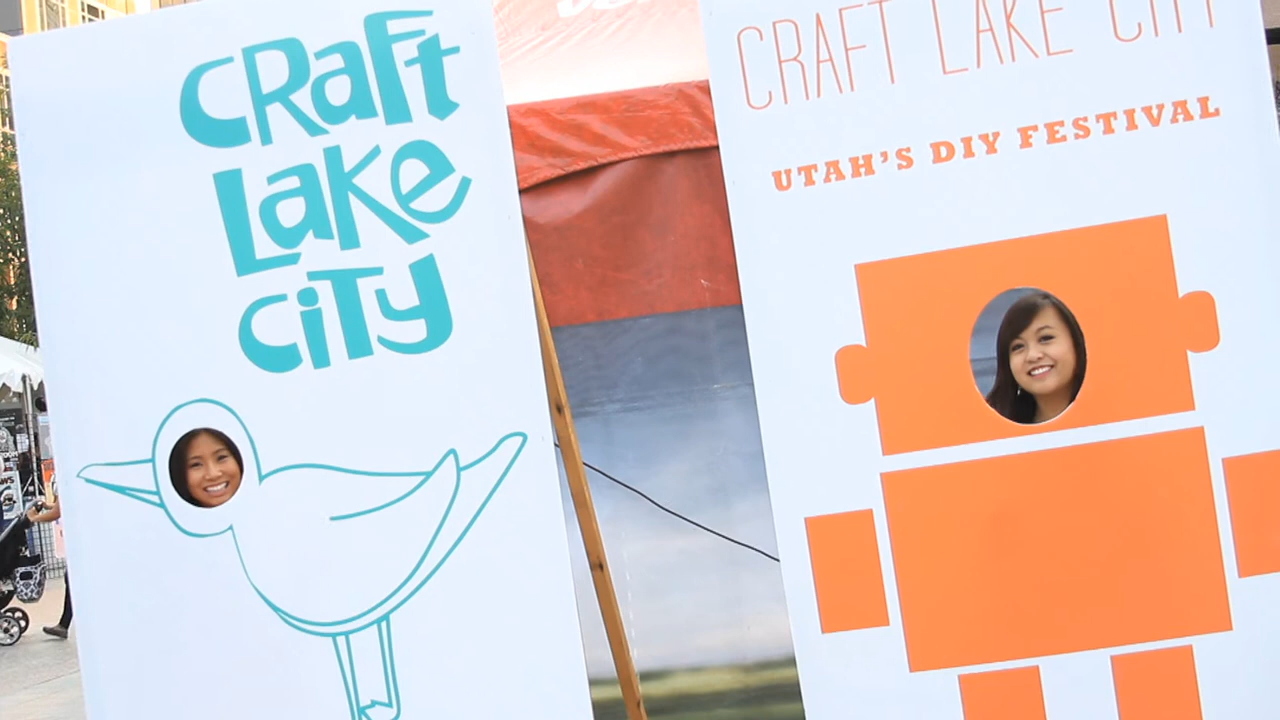 CRaFt
Lake
CiTy
CRAFT LAKE CITY
UTAH'S DIY FESTIVAL